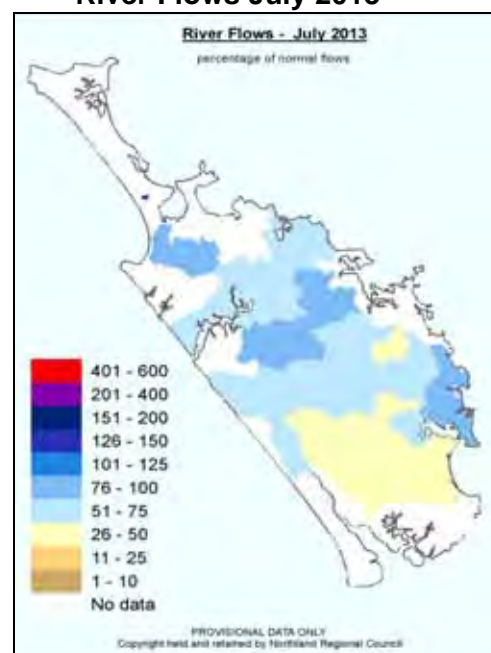 River Flows July 2013
River Flows - July 2013
percentage of normal flows
401 - 600
201 - 400
151 - 200
126 - 150
101 - 125
76 - 100
51 - 75
26 - 50
11 - 25
1 - 10
No data
PROVISIONAL DATA ONLY
Copyright held and retained by Northland Regional Council